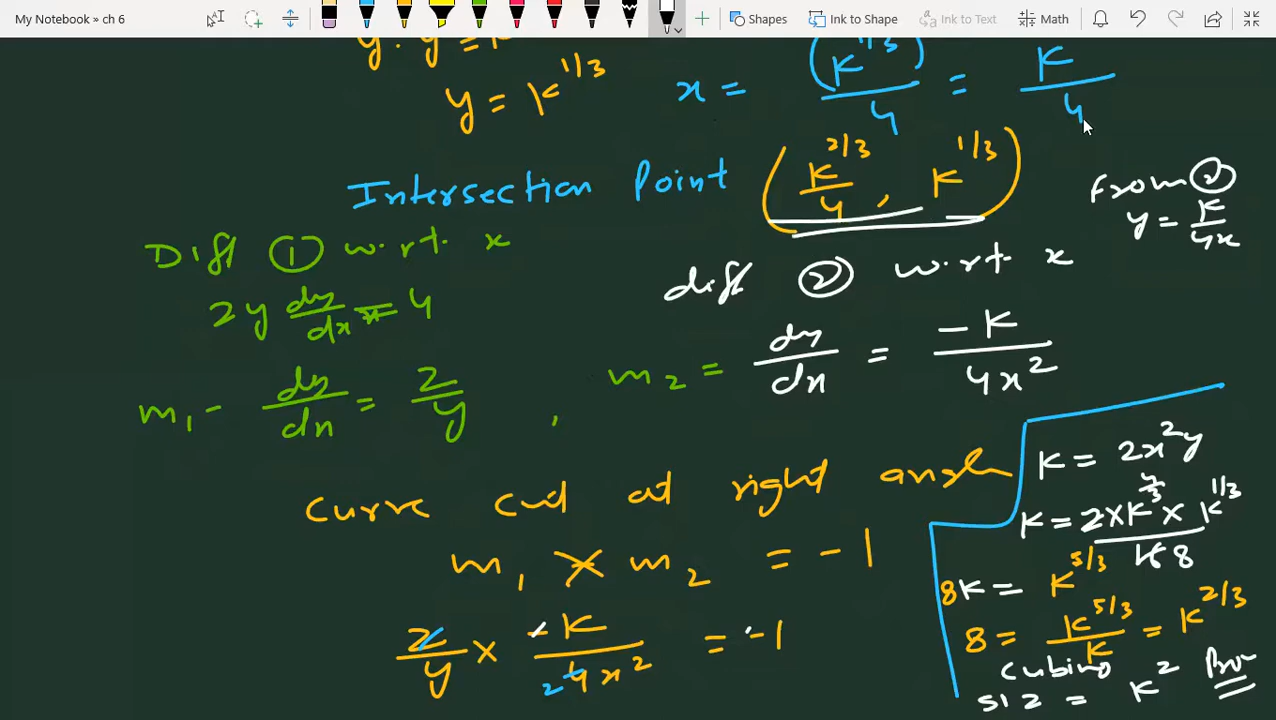 My Notebook » ch 6
Shapes
Ink to Shape
Ink to Text
Math
y . y = K
y = K^1/3
x = (K^1/3)/4 = K/4
Intersection Point (K^2/3/4, K^1/3)
from ②
y = K/4x
Diff ① w.r.t. x
2y dy/dx = 4
m1 - dy/dx = 2/y ,
diff ② w.r.t x
m2 = dy/dx = -K/4x^2
curve cut at right angle
m1 × m2 = -1
2/y × -K/4x^2 = -1
2
K = 2x^2y
K = 2×K^4/3 × K^1/3 / 16 8
8K = K^5/3
8 = K^5/3/K = K^2/3
cubing
512 = K^2